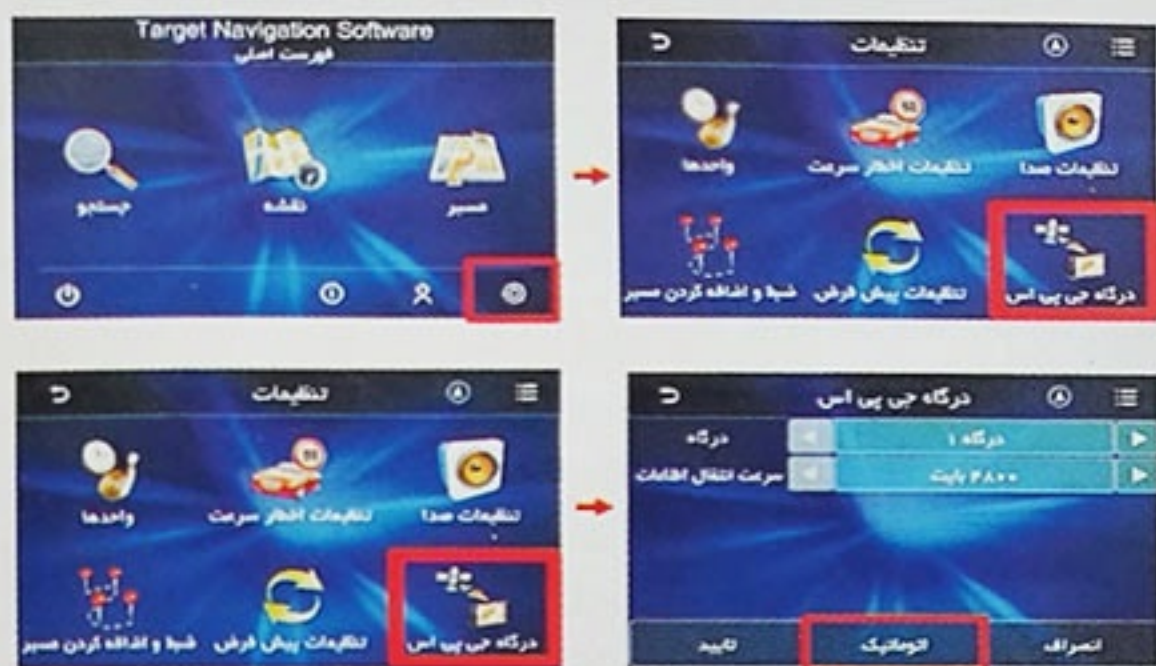 Target Navigation Software
فهرست اصلی
مسیر
نقشه
جستجو
تنظیمات
تنظیمات صدا
تنظیمات اخطار سرعت
واحدها
درگاه جی پی اس
تنظیمات پیش فرض
ضبط و اضافه کردن مسیر
تنظیمات
تنظیمات صدا
تنظیمات اخطار سرعت
واحدها
درگاه جی پی اس
تنظیمات پیش فرض
ضبط و اضافه کردن مسیر
درگاه جی پی اس
درگاه
درگاه ۱
سرعت انتقال اطلاعات
۴۸۰۰ بایت
انصراف
اتوماتیک
تایید